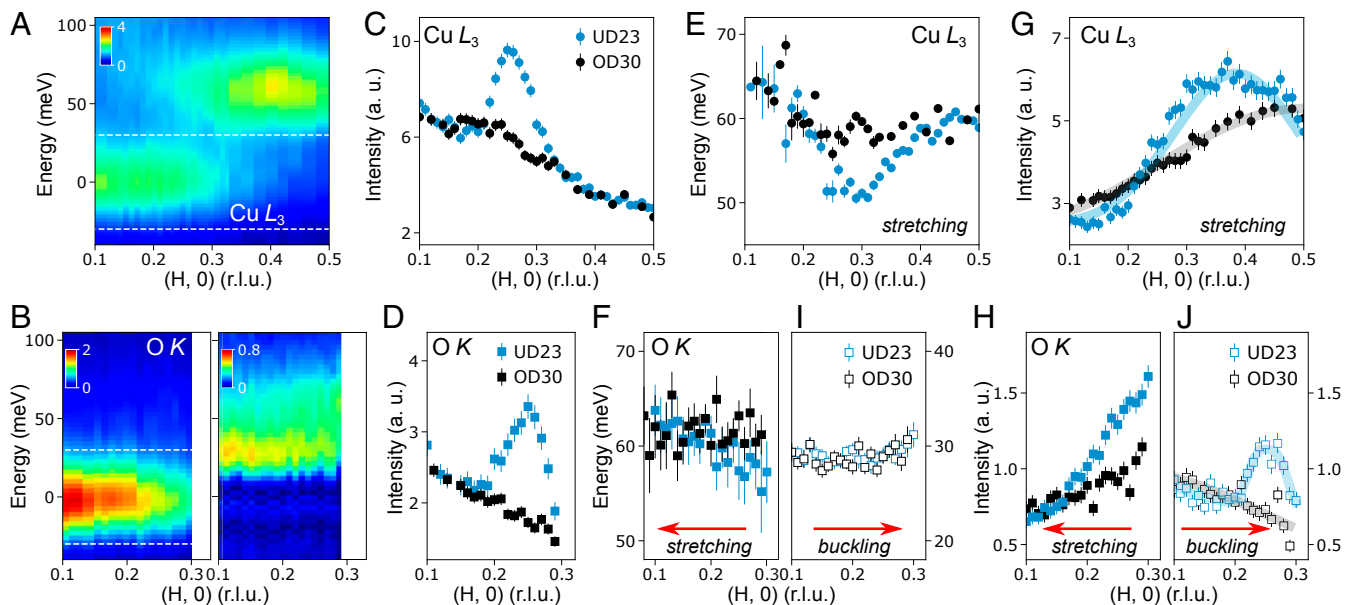 A
100
50
0
Energy (meV)
4
0
Cu L₃
0.1 0.2 0.3 0.4 0.5
(H, 0) (r.l.u.)
C
Cu L₃
UD23
OD30
10
6
2
Intensity (a. u.)
0.1 0.2 0.3 0.4 0.5
(H, 0) (r.l.u.)
E
Cu L₃
70
60
50
Energy (meV)
stretching
0.1 0.2 0.3 0.4 0.5
(H, 0) (r.l.u.)
G
Cu L₃
7
5
3
Intensity (a. u.)
stretching
0.1 0.2 0.3 0.4 0.5
(H, 0) (r.l.u.)
B
O K
100
50
0
Energy (meV)
2
0
0.8
0
0.1 0.2 0.3
0.1 0.2 0.3
(H, 0) (r.l.u.)
D
O K
UD23
OD30
4
3
2
Intensity (a. u.)
0.1 0.2 0.3
(H, 0) (r.l.u.)
F
O K
70
60
50
Energy (meV)
stretching
0.1 0.2 0.3
I
UD23
OD30
40
30
20
buckling
0.2 0.3
(H, 0) (r.l.u.)
H
O K
1.5
1.0
0.5
Intensity (a. u.)
stretching
0.1 0.2 0.3
J
UD23
OD30
1.5
1.0
0.5
buckling
0.2 0.3
(H, 0) (r.l.u.)